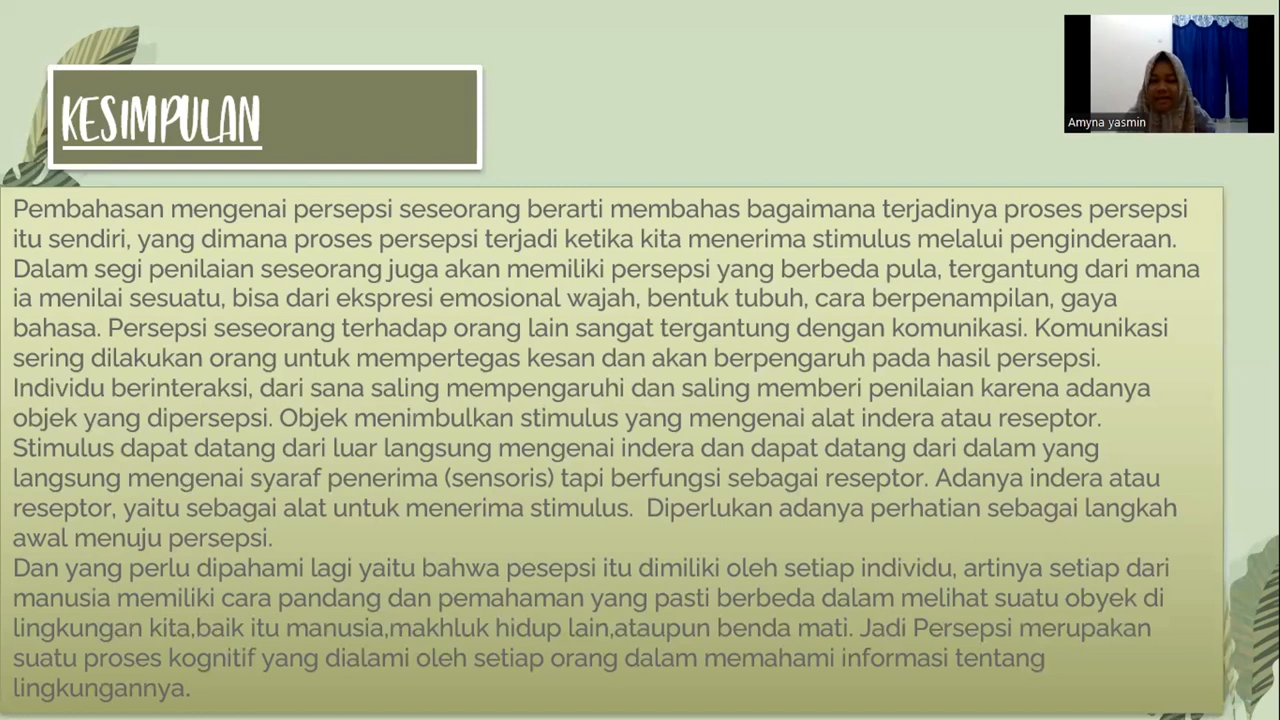 KESIMPULAN
Amyna yasmin
Pembahasan mengenai persepsi seseorang berarti membahas bagaimana terjadinya proses persepsi
itu sendiri, yang dimana proses persepsi terjadi ketika kita menerima stimulus melalui penginderaan.
Dalam segi penilaian seseorang juga akan memiliki persepsi yang berbeda pula, tergantung dari mana
ia menilai sesuatu, bisa dari ekspresi emosional wajah, bentuk tubuh, cara berpenampilan, gaya
bahasa. Persepsi seseorang terhadap orang lain sangat tergantung dengan komunikasi. Komunikasi
sering dilakukan orang untuk mempertegas kesan dan akan berpengaruh pada hasil persepsi.
Individu berinteraksi, dari sana saling mempengaruhi dan saling memberi penilaian karena adanya
objek yang dipersepsi. Objek menimbulkan stimulus yang mengenai alat indera atau reseptor.
Stimulus dapat datang dari luar langsung mengenai indera dan dapat datang dari dalam yang
langsung mengenai syaraf penerima (sensoris) tapi berfungsi sebagai reseptor. Adanya indera atau
reseptor, yaitu sebagai alat untuk menerima stimulus.  Diperlukan adanya perhatian sebagai langkah
awal menuju persepsi.
Dan yang perlu dipahami lagi yaitu bahwa pesepsi itu dimiliki oleh setiap individu, artinya setiap dari
manusia memiliki cara pandang dan pemahaman yang pasti berbeda dalam melihat suatu obyek di
lingkungan kita,baik itu manusia,makhluk hidup lain,ataupun benda mati. Jadi Persepsi merupakan
suatu proses kognitif yang dialami oleh setiap orang dalam memahami informasi tentang
lingkungannya.